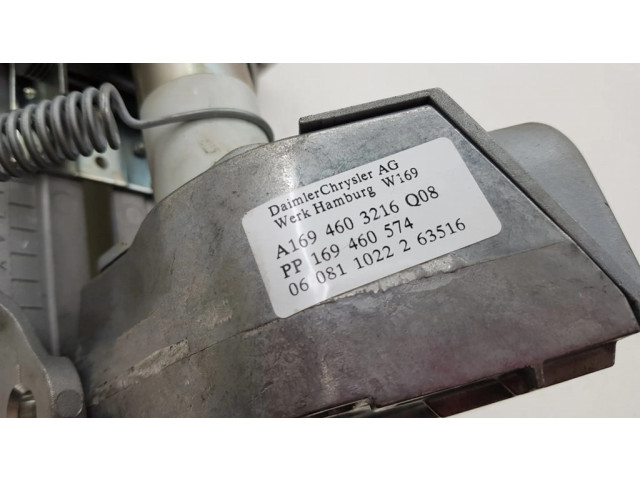 DaimlerChrysler AG
Werk Hamburg W169
A169 460 3216 Q08
PP 169 460 574
06 081 1022 2 63516